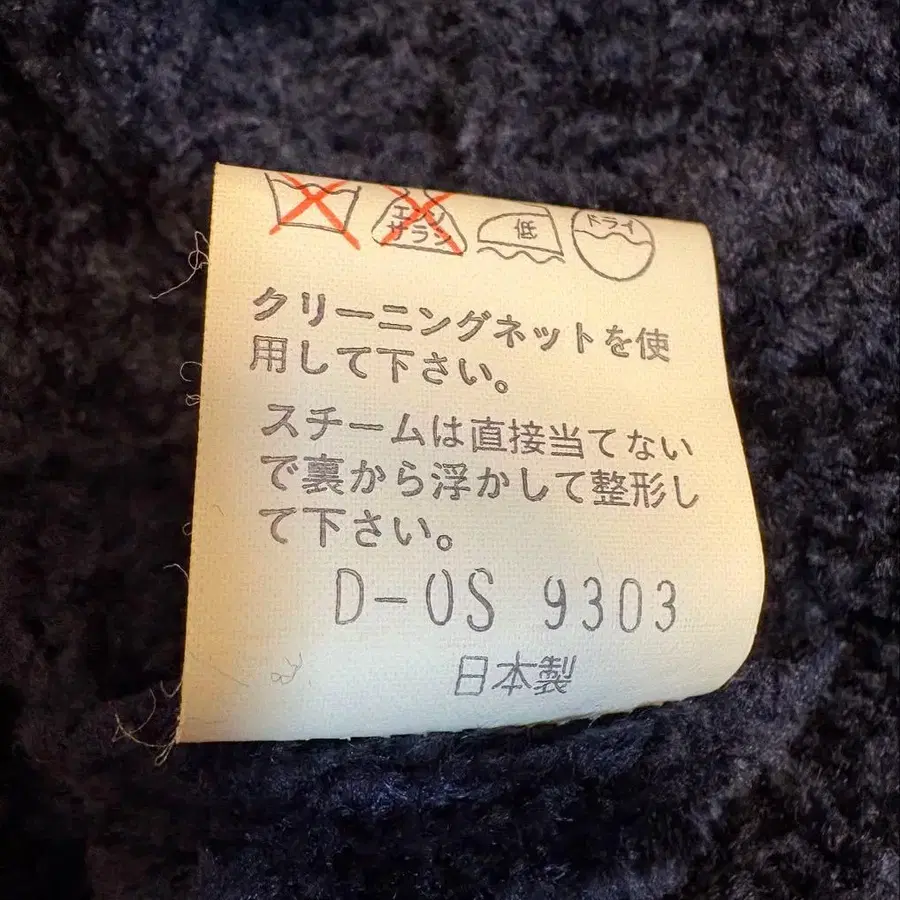 エンソ サラシ 低 ドライ
クリーニングネットを使
用して下さい。
スチームは直接当てない
で裏から浮かして整形し
て下さい。
D-OS 9303
日本製